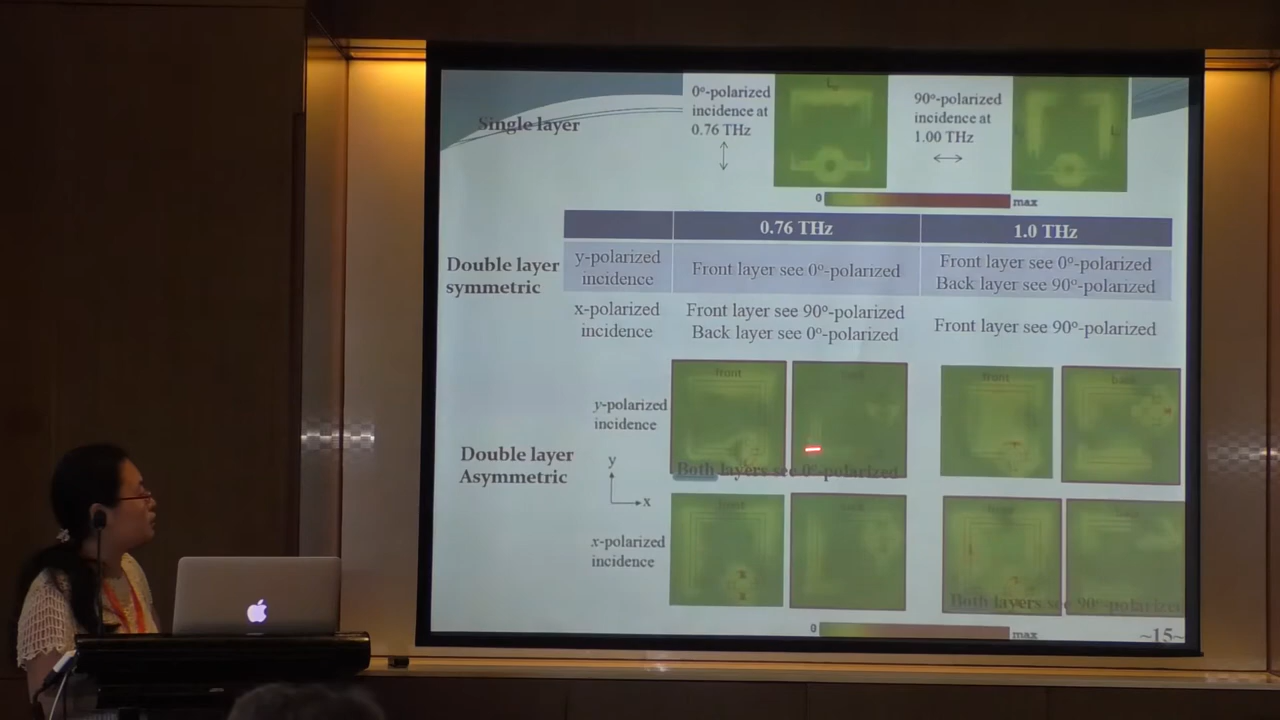 Single layer
0°-polarized
incidence at
0.76 THz
90°-polarized
incidence at
1.00 THz
0
max
0.76 THz
1.0 THz
Double layer
symmetric
y-polarized
incidence
Front layer see 0°-polarized
Front layer see 0°-polarized
Back layer see 90°-polarized
x-polarized
incidence
Front layer see 90°-polarized
Back layer see 0°-polarized
Front layer see 90°-polarized
Double layer
Asymmetric
y
x
y-polarized
incidence
front
back
front
back
Both layers see 0°-polarized
x-polarized
incidence
front
back
front
Both layers see 90°-polarized
0
max
~15~